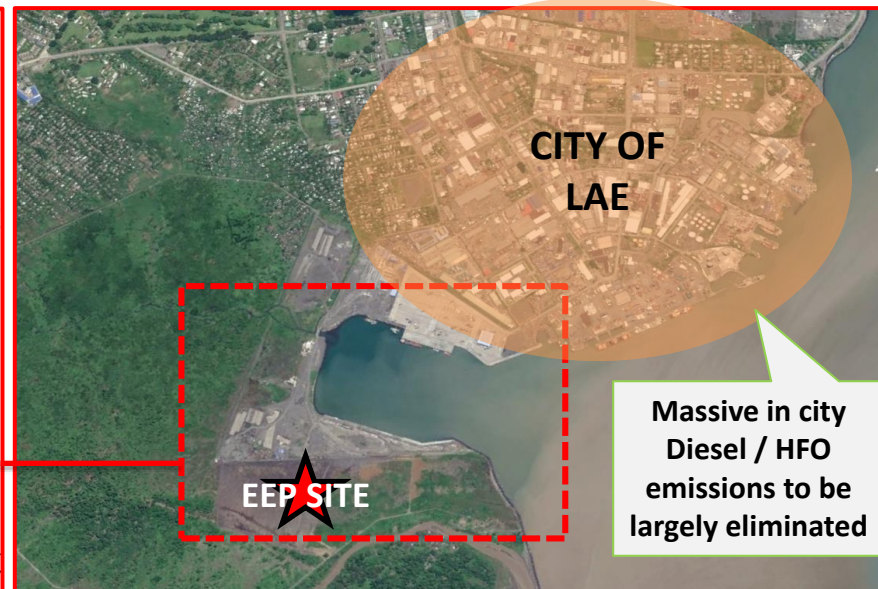 CITY OF
LAE
EEP SITE
Massive in city
Diesel / HFO
emissions to be
largely eliminated